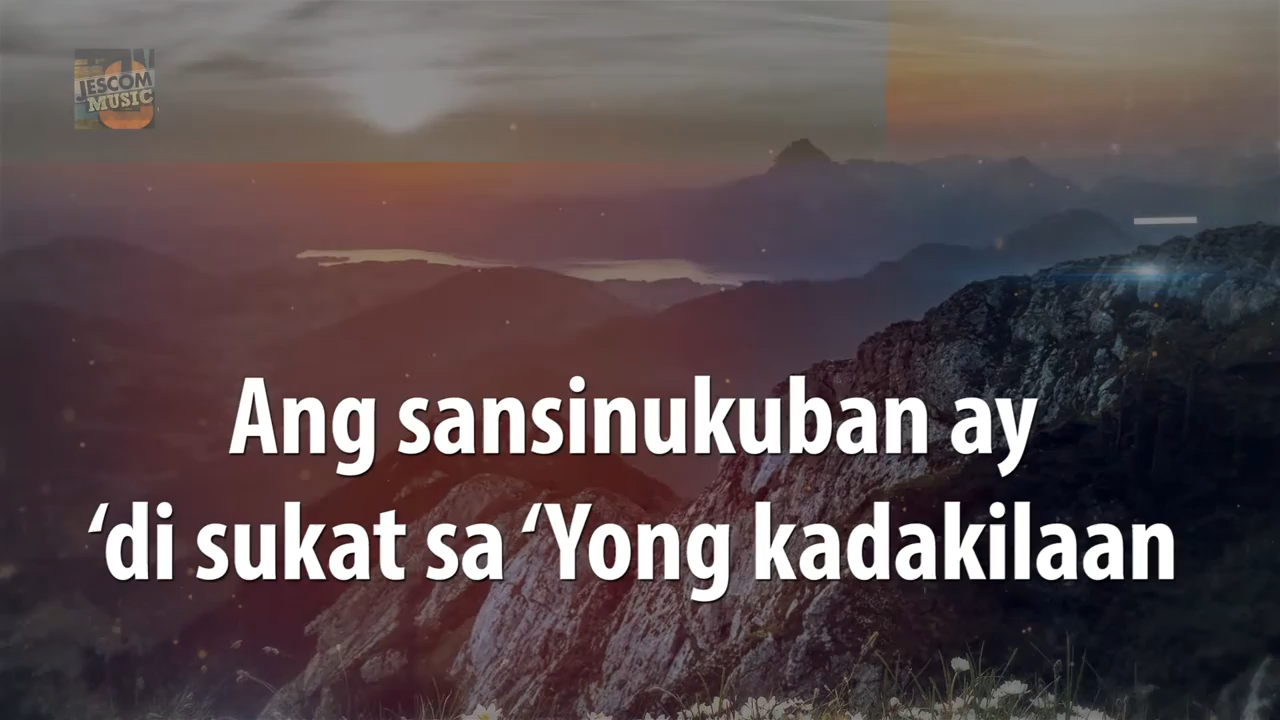 JESCOM
MUSIC
Ang sansinukuban ay
‘di sukat sa ‘Yong kadakilaan